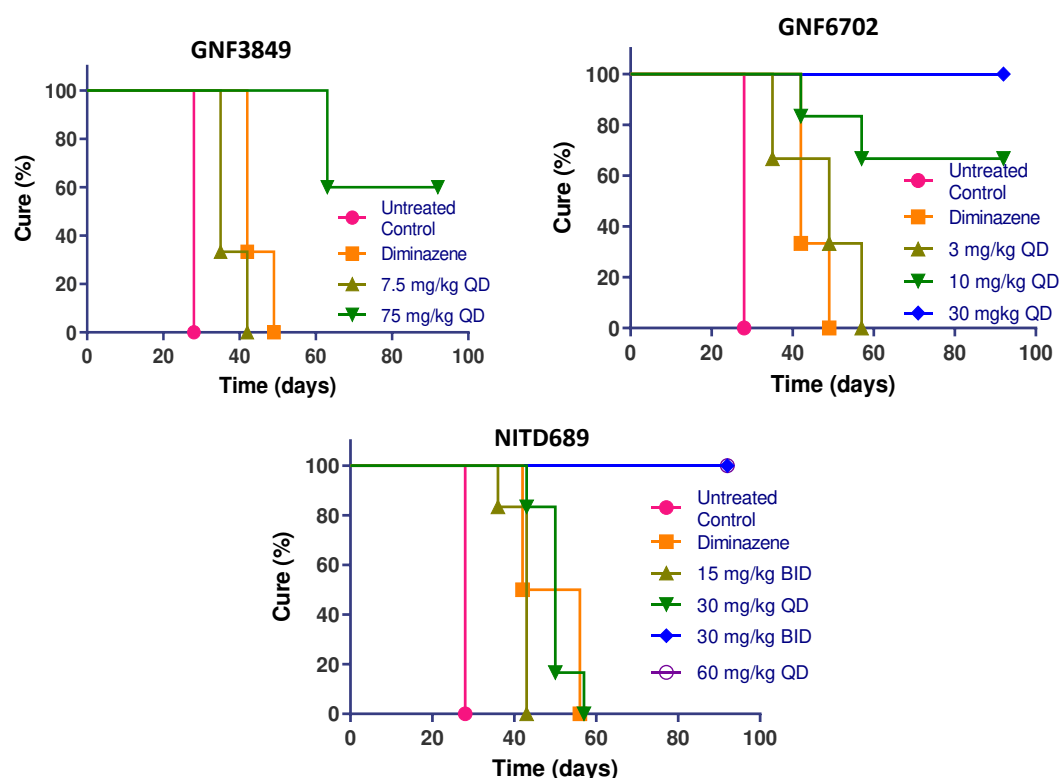 GNF3849
100
80
60
40
20
0
Cure (%)
0 20 40 60 80 100
Time (days)
Untreated
Control
Diminazene
7.5 mg/kg QD
75 mg/kg QD
GNF6702
100
80
60
40
20
0
Cure (%)
0 20 40 60 80 100
Time (days)
Untreated
Control
Diminazene
3 mg/kg QD
10 mg/kg QD
30 mgkg QD
NITD689
100
80
60
40
20
0
Cure (%)
0 20 40 60 80 100
Time (days)
Untreated
Control
Diminazene
15 mg/kg BID
30 mg/kg QD
30 mg/kg BID
60 mg/kg QD